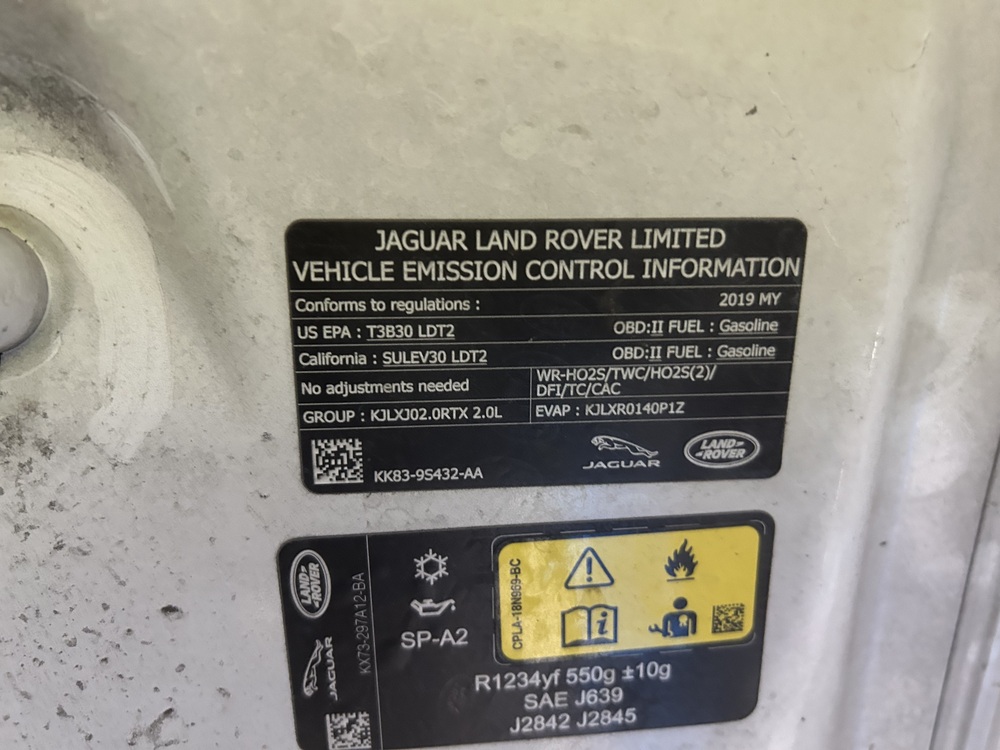 JAGUAR LAND ROVER LIMITED
VEHICLE EMISSION CONTROL INFORMATION
Conforms to regulations : 2019 MY
US EPA : T3B30 LDT2 OBD:II FUEL : Gasoline
California : SULEV30 LDT2 OBD:II FUEL : Gasoline
No adjustments needed
WR-HO2S/TWC/HO2S(2)/
DFI/TC/CAC
GROUP : KJLXJ02.0RTX 2.0L
EVAP : KJLXR0140P1Z
KK83-9S432-AA
JAGUAR
LAND
ROVER
LAND
ROVER
JAGUAR
KX73-297A12-BA
SP-A2
CPLA-18N969-BC
R1234yf 550g ±10g
SAE J639
J2842 J2845